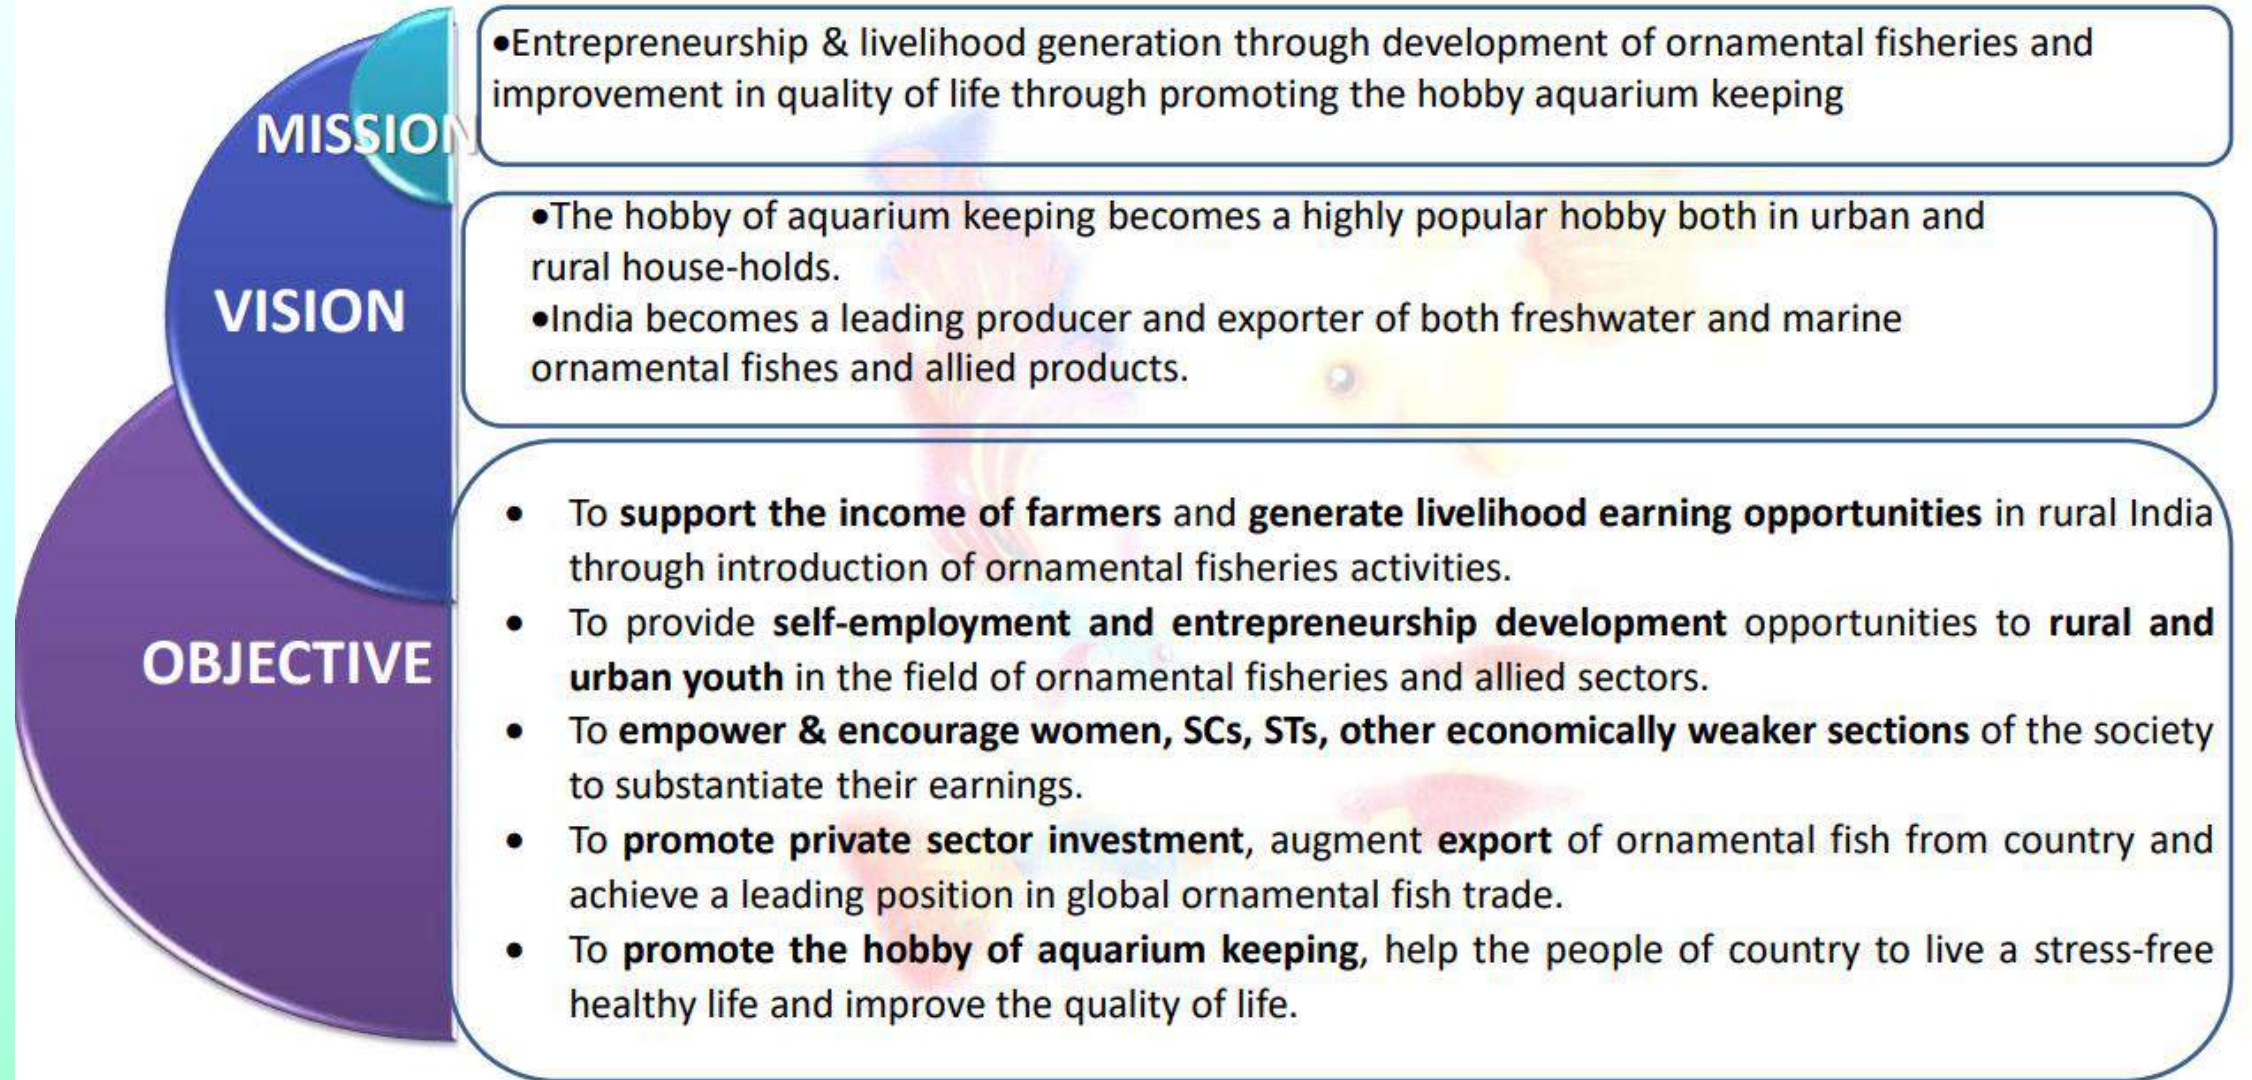 MISSION
•Entrepreneurship & livelihood generation through development of ornamental fisheries and
improvement in quality of life through promoting the hobby aquarium keeping
VISION
•The hobby of aquarium keeping becomes a highly popular hobby both in urban and
rural house-holds.
•India becomes a leading producer and exporter of both freshwater and marine
ornamental fishes and allied products.
OBJECTIVE
• To support the income of farmers and generate livelihood earning opportunities in rural India
through introduction of ornamental fisheries activities.
• To provide self-employment and entrepreneurship development opportunities to rural and
urban youth in the field of ornamental fisheries and allied sectors.
• To empower & encourage women, SCs, STs, other economically weaker sections of the society
to substantiate their earnings.
• To promote private sector investment, augment export of ornamental fish from country and
achieve a leading position in global ornamental fish trade.
• To promote the hobby of aquarium keeping, help the people of country to live a stress-free
healthy life and improve the quality of life.